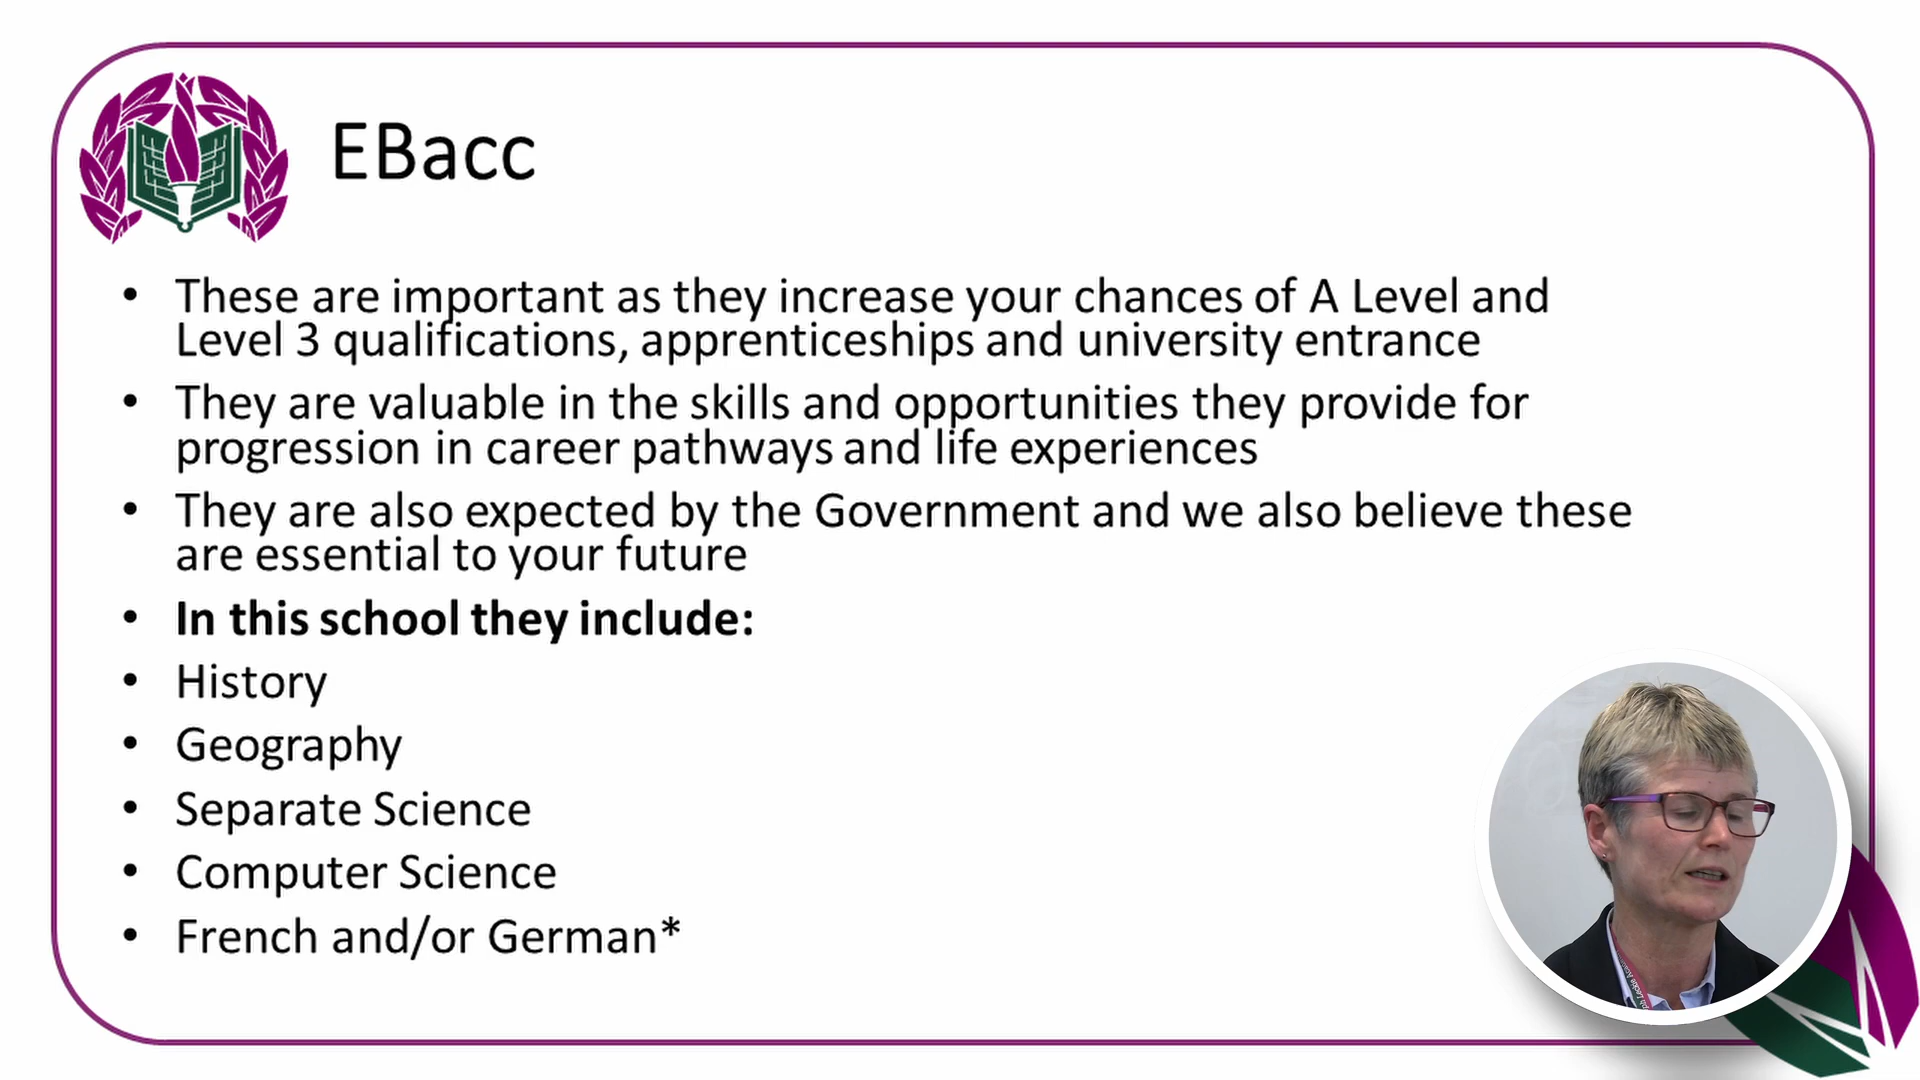 EBacc
• These are important as they increase your chances of A Level and
Level 3 qualifications, apprenticeships and university entrance
• They are valuable in the skills and opportunities they provide for
progression in career pathways and life experiences
• They are also expected by the Government and we also believe these
are essential to your future
• In this school they include:
• History
• Geography
• Separate Science
• Computer Science
• French and/or German*